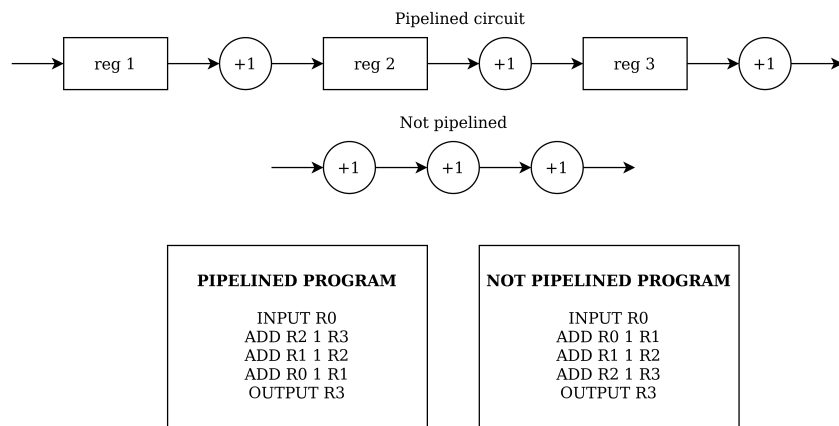 Pipelined circuit
reg 1
+1
reg 2
+1
reg 3
+1
Not pipelined
+1
+1
+1
PIPELINED PROGRAM
INPUT R0
ADD R2 1 R3
ADD R1 1 R2
ADD R0 1 R1
OUTPUT R3
NOT PIPELINED PROGRAM
INPUT R0
ADD R0 1 R1
ADD R1 1 R2
ADD R2 1 R3
OUTPUT R3